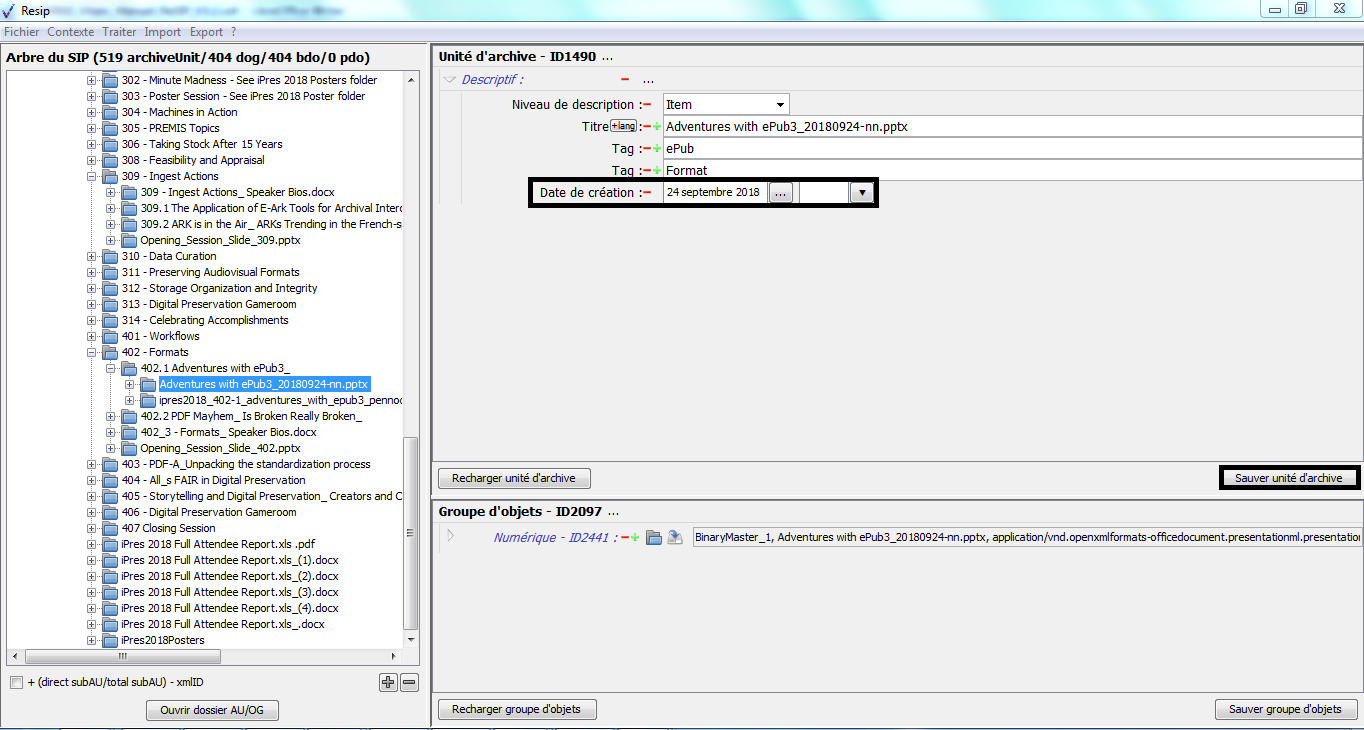 Resip
Fichier Contexte Traiter Import Export ?
Arbre du SIP (519 archiveUnit/404 dog/404 bdo/0 pdo)
302 - Minute Madness - See iPres 2018 Posters folder
303 - Poster Session - See iPres 2018 Poster folder
304 - Machines in Action
305 - PREMIS Topics
306 - Taking Stock After 15 Years
308 - Feasibility and Appraisal
309 - Ingest Actions
309 - Ingest Actions_ Speaker Bios.docx
309.1 The Application of E-Ark Tools for Archival Interc
309.2 ARK is in the Air_ ARKs Trending in the French-s
Opening_Session_Slide_309.pptx
310 - Data Curation
311 - Preserving Audiovisual Formats
312 - Storage Organization and Integrity
313 - Digital Preservation Gameroom
314 - Celebrating Accomplishments
401 - Workflows
402 - Formats
402.1 Adventures with ePub3_
Adventures with ePub3_20180924-nn.pptx
ipres2018_402-1_adventures_with_epub3_pennoc
402.2 PDF Mayhem_ Is Broken Really Broken_
402_3 - Formats_ Speaker Bios.docx
Opening_Session_Slide_402.pptx
403 - PDF-A_Unpacking the standardization process
404 - All_s FAIR in Digital Preservation
405 - Storytelling and Digital Preservation_ Creators and C
406 - Digital Preservation Gameroom
407 Closing Session
iPres 2018 Full Attendee Report.xls .pdf
iPres 2018 Full Attendee Report.xls_(1).docx
iPres 2018 Full Attendee Report.xls_(2).docx
iPres 2018 Full Attendee Report.xls_(3).docx
iPres 2018 Full Attendee Report.xls_(4).docx
iPres 2018 Full Attendee Report.xls_.docx
iPres2018Posters
+ (direct subAU/total subAU) - xmlID
Ouvrir dossier AU/OG
Unité d'archive - ID1490 ...
Descriptif : ...
Niveau de description : Item
Titre +lang : Adventures with ePub3_20180924-nn.pptx
Tag : ePub
Tag : Format
Date de création : 24 septembre 2018 ...
Recharger unité d'archive
Sauver unité d'archive
Groupe d'objets - ID2097 ...
Numérique - ID2441 : BinaryMaster_1, Adventures with ePub3_20180924-nn.pptx, application/vnd.openxmlformats-officedocument.presentationml.presentation
Recharger groupe d'objets
Sauver groupe d'objets